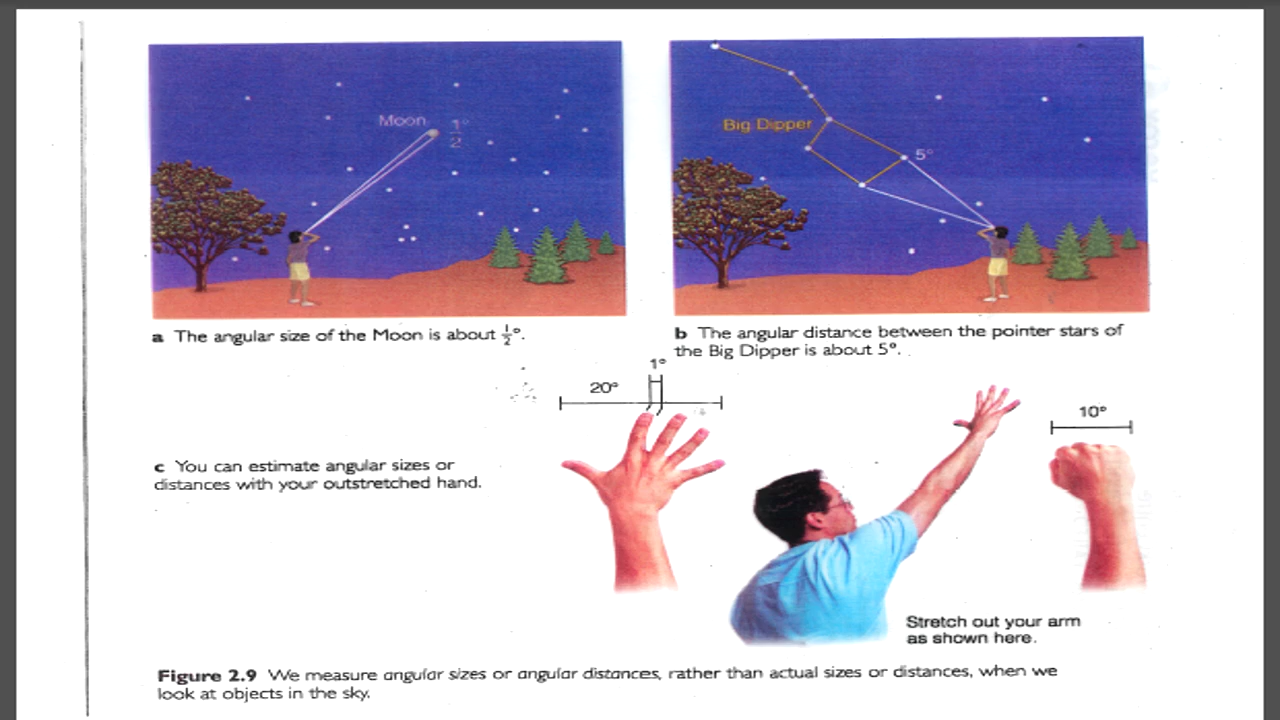 Moon
1/2°
Big Dipper
5°
a The angular size of the Moon is about 1/2°.
b The angular distance between the pointer stars of
the Big Dipper is about 5°.
1°
20°
10°
c You can estimate angular sizes or
distances with your outstretched hand.
Stretch out your arm
as shown here.
Figure 2.9 We measure angular sizes or angular distances, rather than actual sizes or distances, when we
look at objects in the sky.